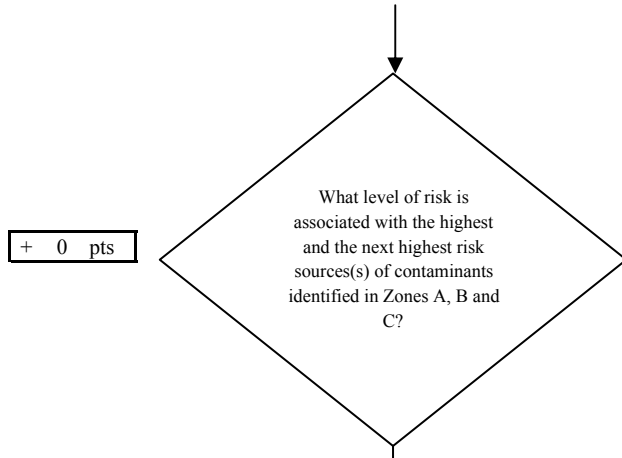 What level of risk is
associated with the highest
and the next highest risk
sources(s) of contaminants
identified in Zones A, B and
C?
+ 0 pts